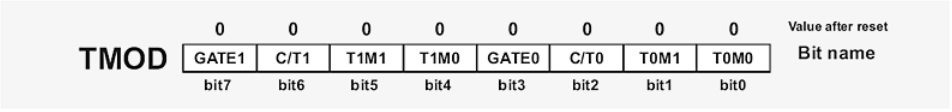 0 0 0 0 0 0 0 0 Value after reset
TMOD GATE1 C/T1 T1M1 T1M0 GATE0 C/T0 T0M1 T0M0 Bit name
bit7 bit6 bit5 bit4 bit3 bit2 bit1 bit0